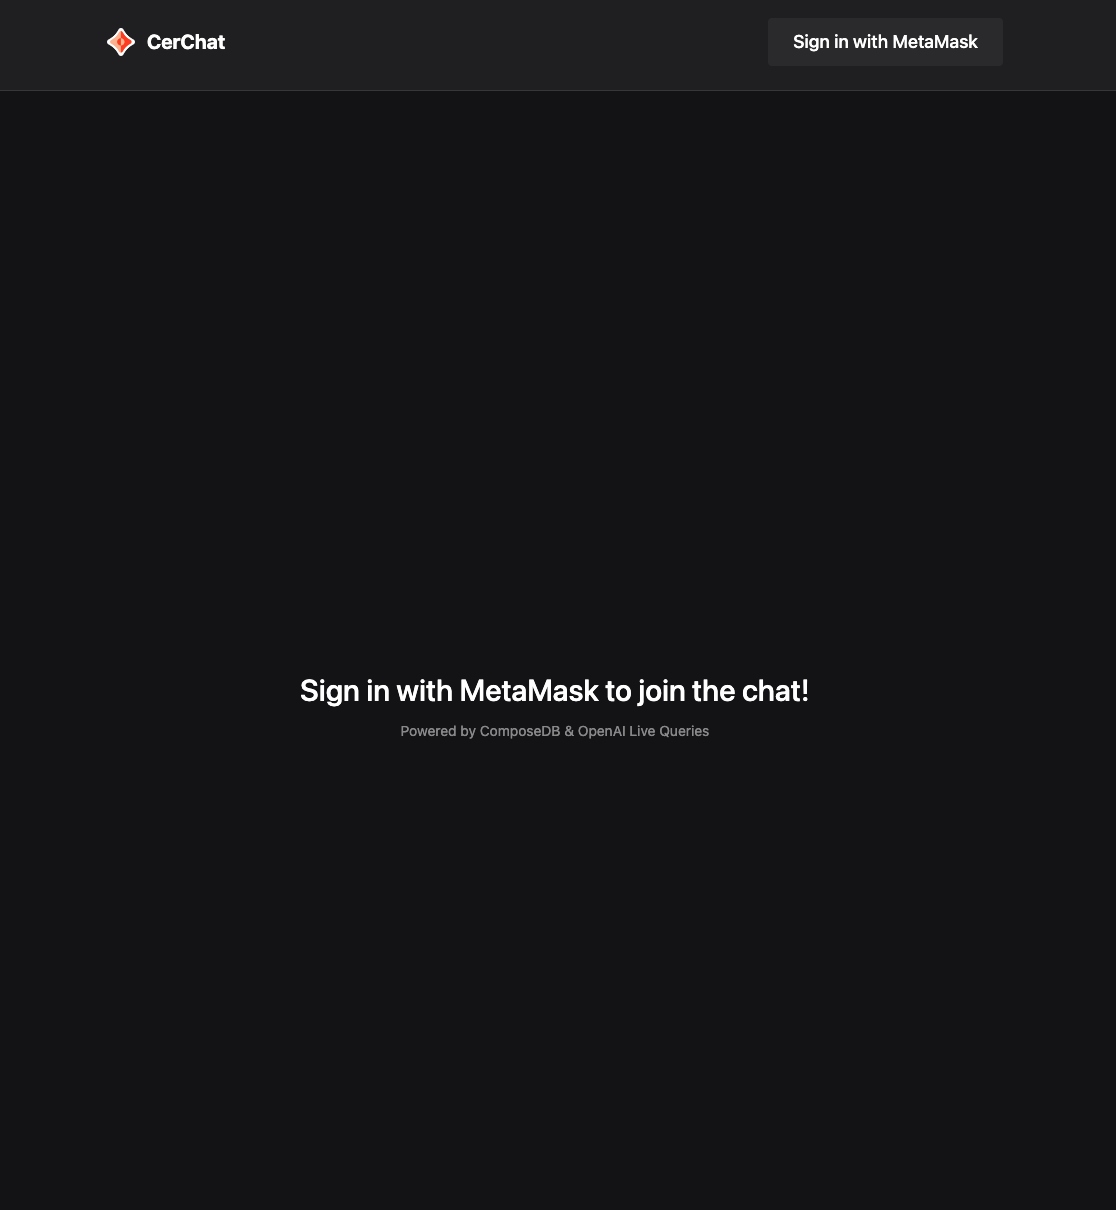 CerChat
Sign in with MetaMask
Sign in with MetaMask to join the chat!
Powered by ComposeDB & OpenAI Live Queries